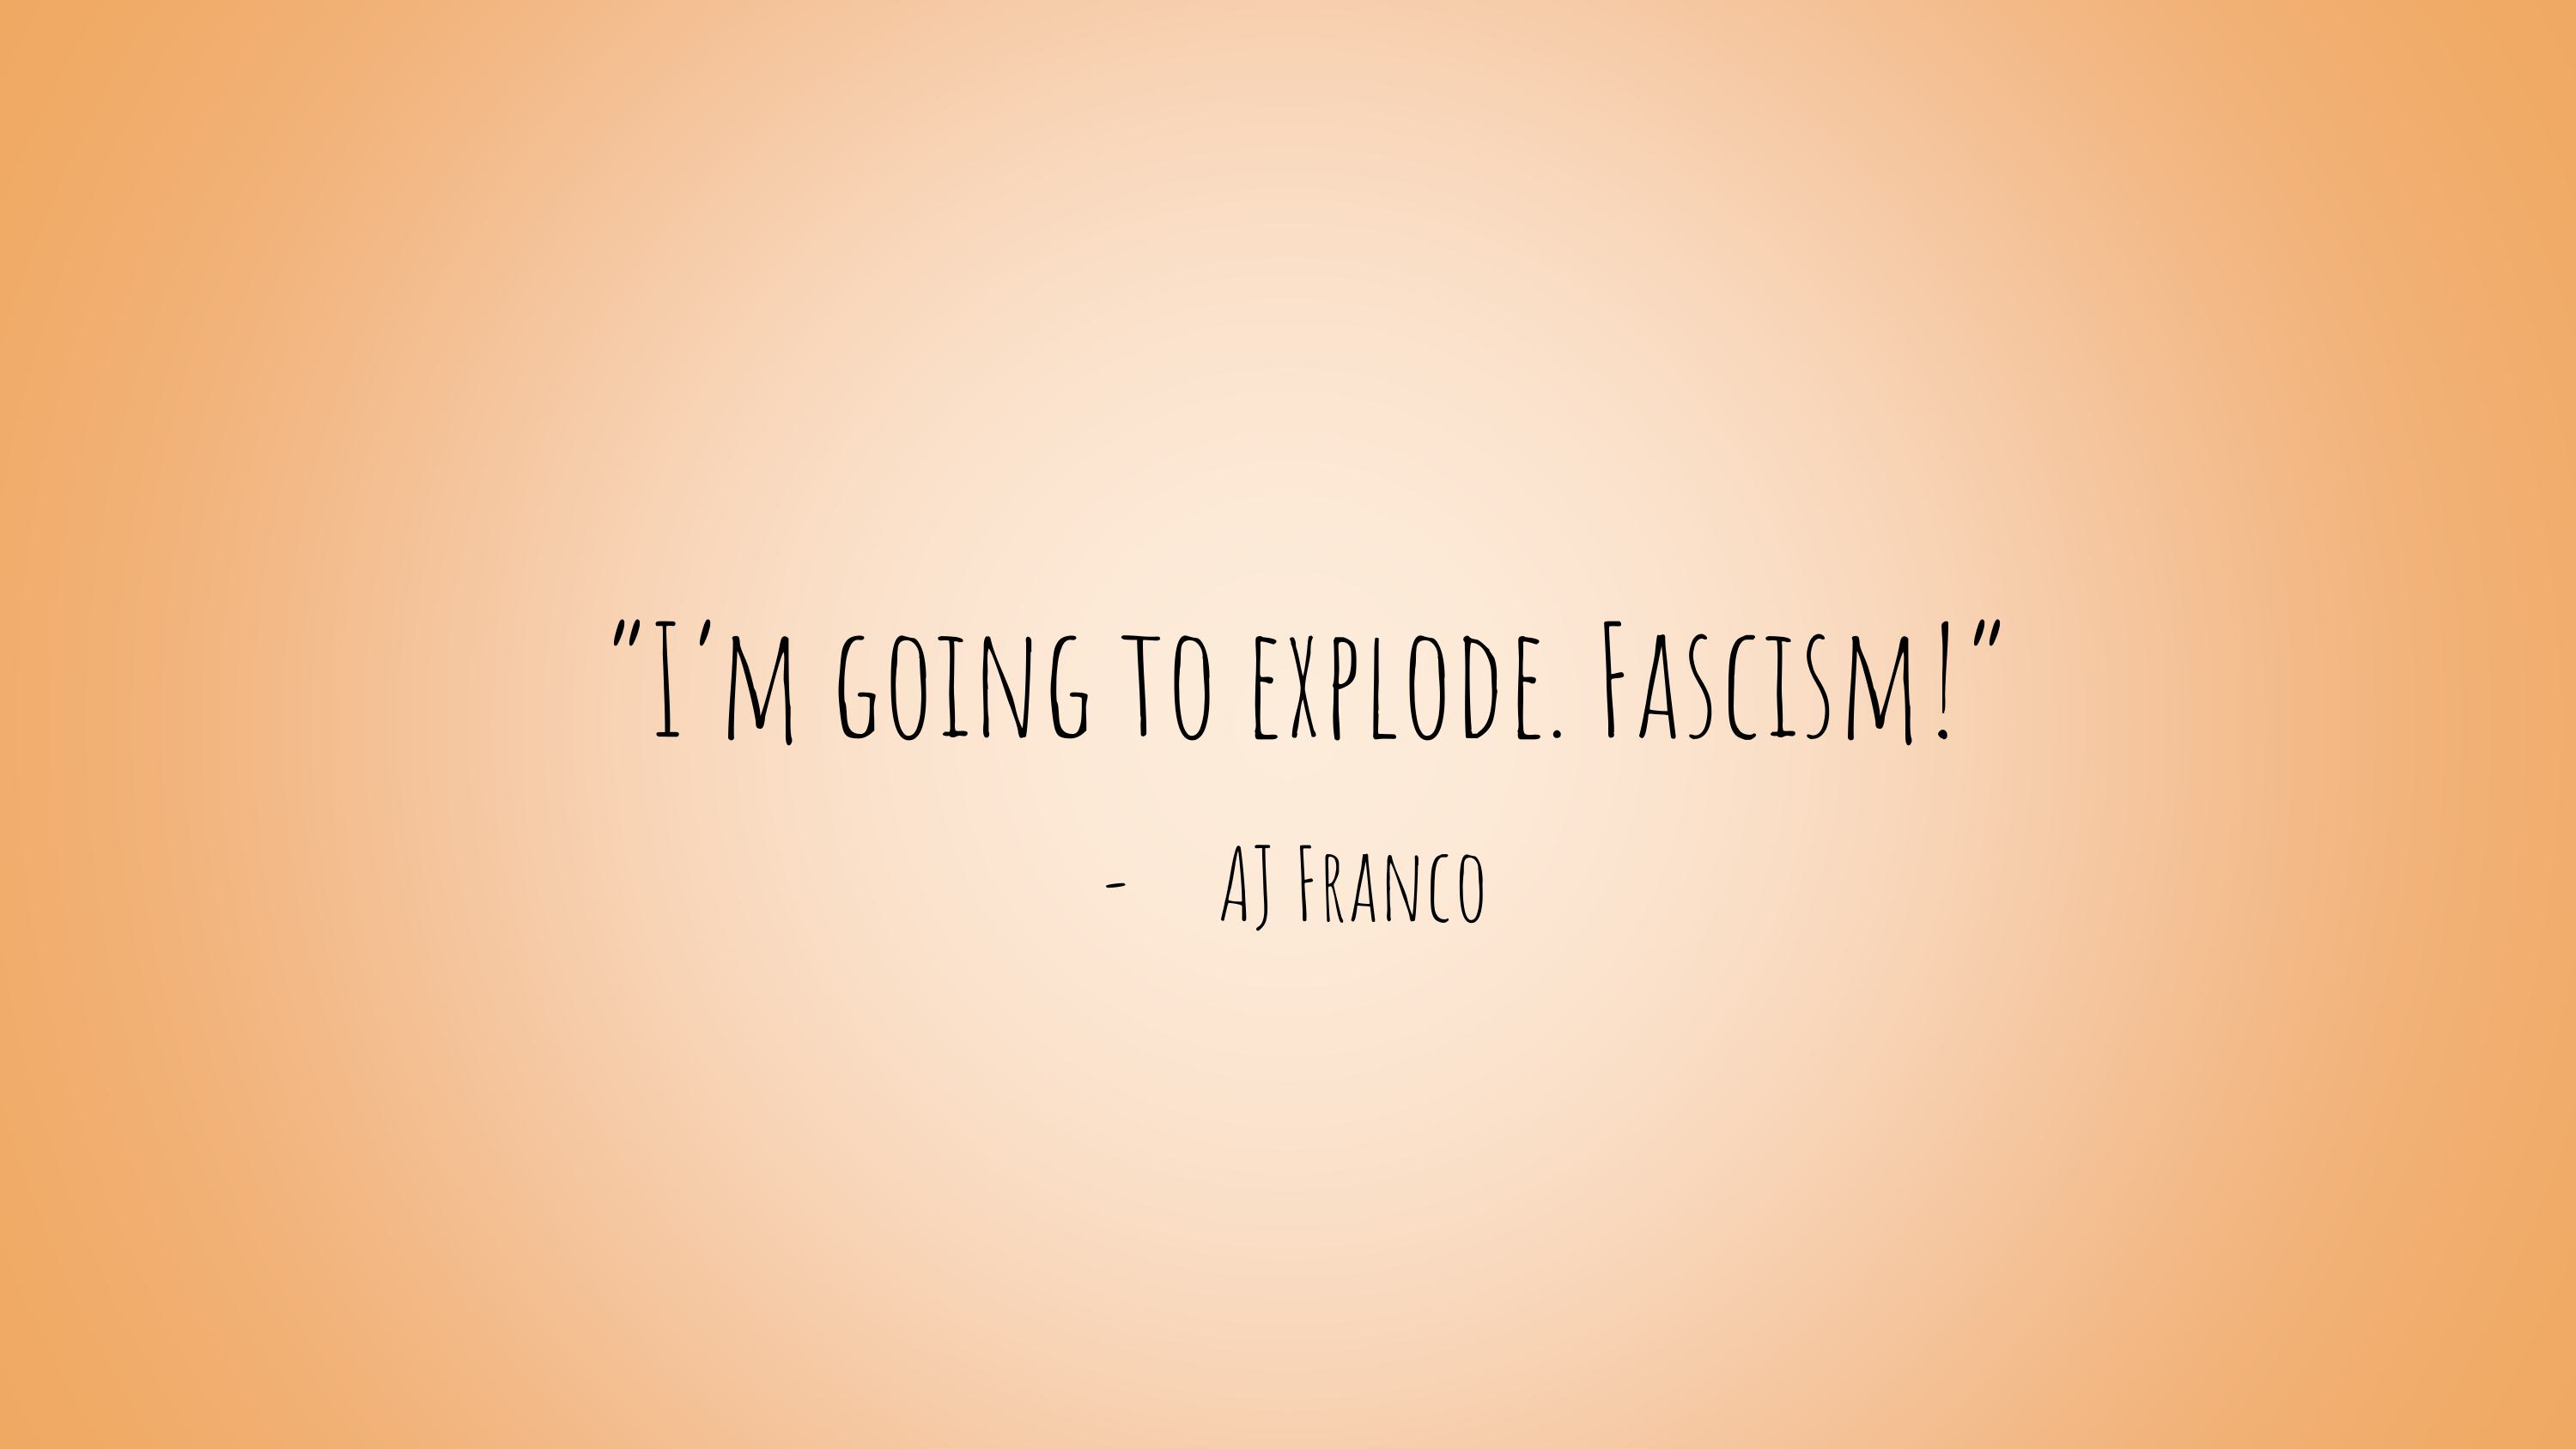 “I’m going to explode. Fascism!”
- AJ Franco